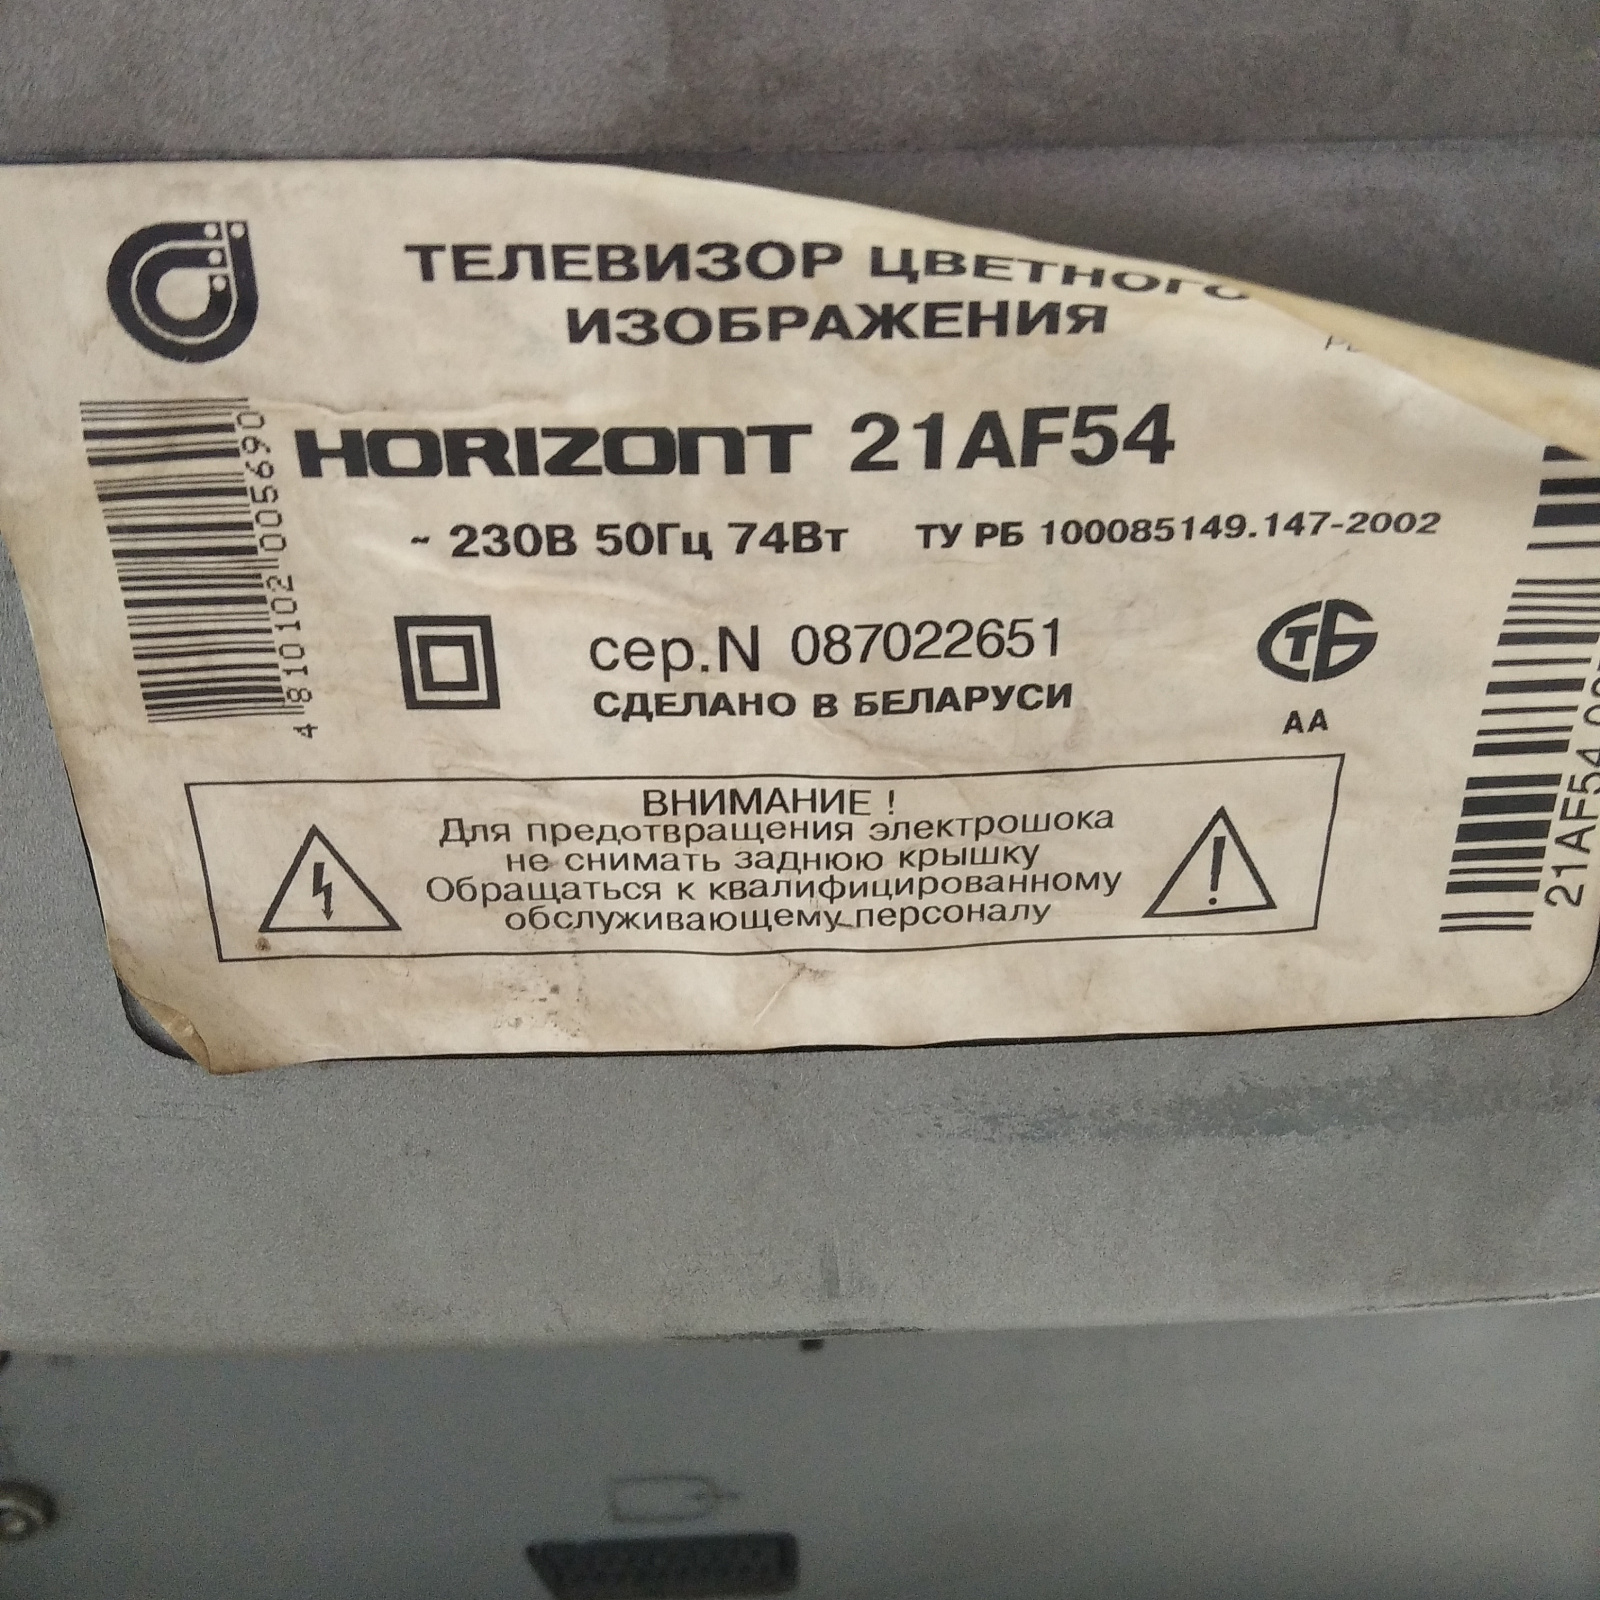 ТЕЛЕВИЗОР ЦВЕТНОГО
ИЗОБРАЖЕНИЯ
HORIZONT 21AF54
~ 230В 50Гц 74Вт ТУ РБ 100085149.147-2002
4 810102 005690
сер.N 087022651
СДЕЛАНО В БЕЛАРУСИ
СТБ
АА
ВНИМАНИЕ !
Для предотвращения электрошока
не снимать заднюю крышку
Обращаться к квалифицированному
обслуживающему персоналу
21AF54